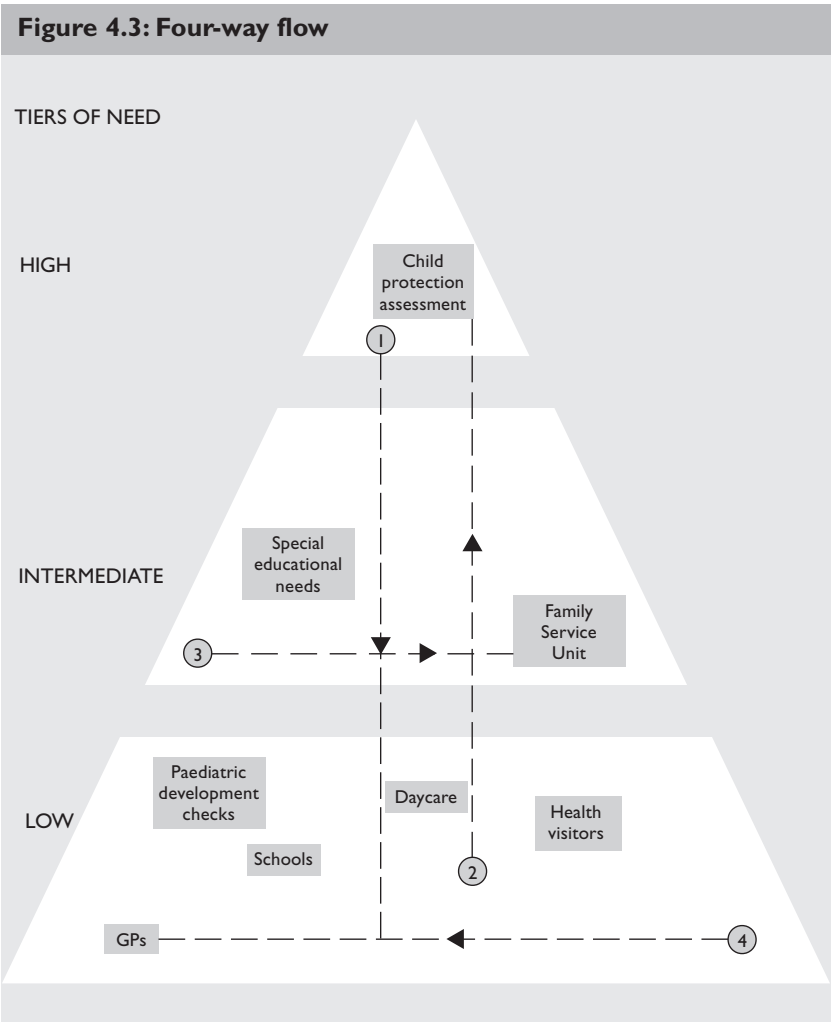 Figure 4.3: Four-way flow
TIERS OF NEED
HIGH
Child
protection
assessment
1
INTERMEDIATE
Special
educational
needs
3
Family
Service
Unit
LOW
Paediatric
development
checks
Daycare
Health
visitors
Schools
2
GPs
4